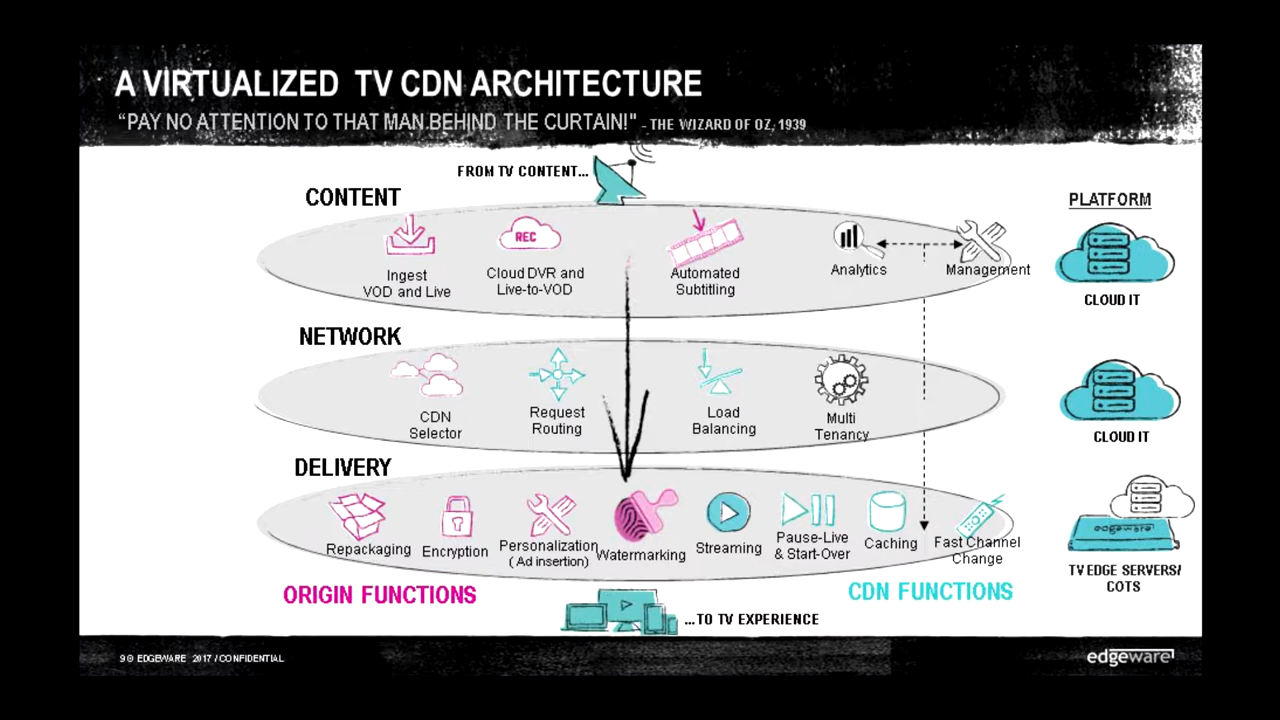 A VIRTUALIZED TV CDN ARCHITECTURE
"PAY NO ATTENTION TO THAT MAN BEHIND THE CURTAIN!" - THE WIZARD OF OZ, 1939
FROM TV CONTENT...
CONTENT
PLATFORM
REC
Ingest
VOD and Live
Cloud DVR and
Live-to-VOD
Automated
Subtitling
Analytics
Management
CLOUD IT
NETWORK
CDN
Selector
Request
Routing
Load
Balancing
Multi
Tenancy
CLOUD IT
DELIVERY
Repackaging
Encryption
Personalization
( Ad insertion)
Watermarking
Streaming
Pause-Live
& Start-Over
Caching
Fast Channel
Change
edgeware
TV EDGE SERVERS/
COTS
ORIGIN FUNCTIONS
CDN FUNCTIONS
...TO TV EXPERIENCE
9 © EDGEWARE 2017 / CONFIDENTIAL
edgeware